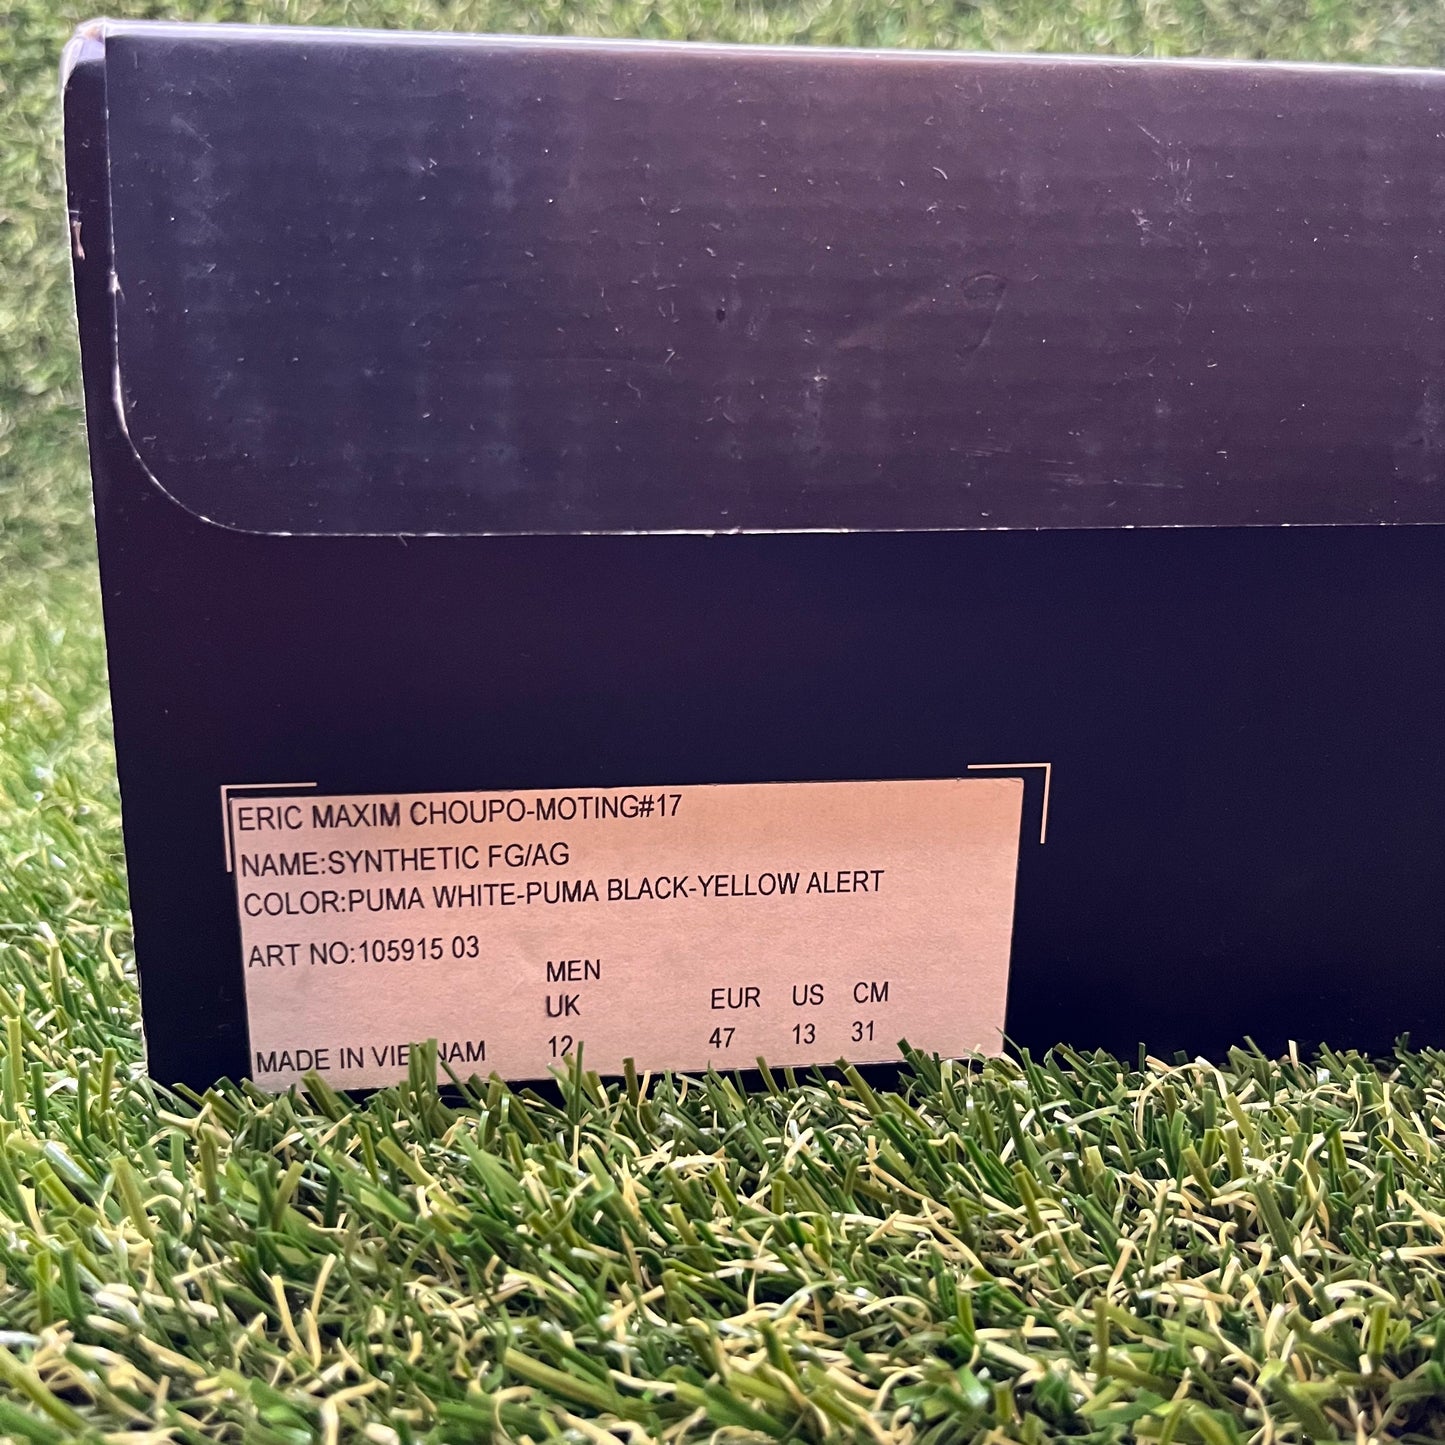 ERIC MAXIM CHOUPO-MOTING#17
NAME:SYNTHETIC FG/AG
COLOR:PUMA WHITE-PUMA BLACK-YELLOW ALERT
ART NO:105915 03
MEN
UK EUR US CM
MADE IN VIETNAM 12 47 13 31